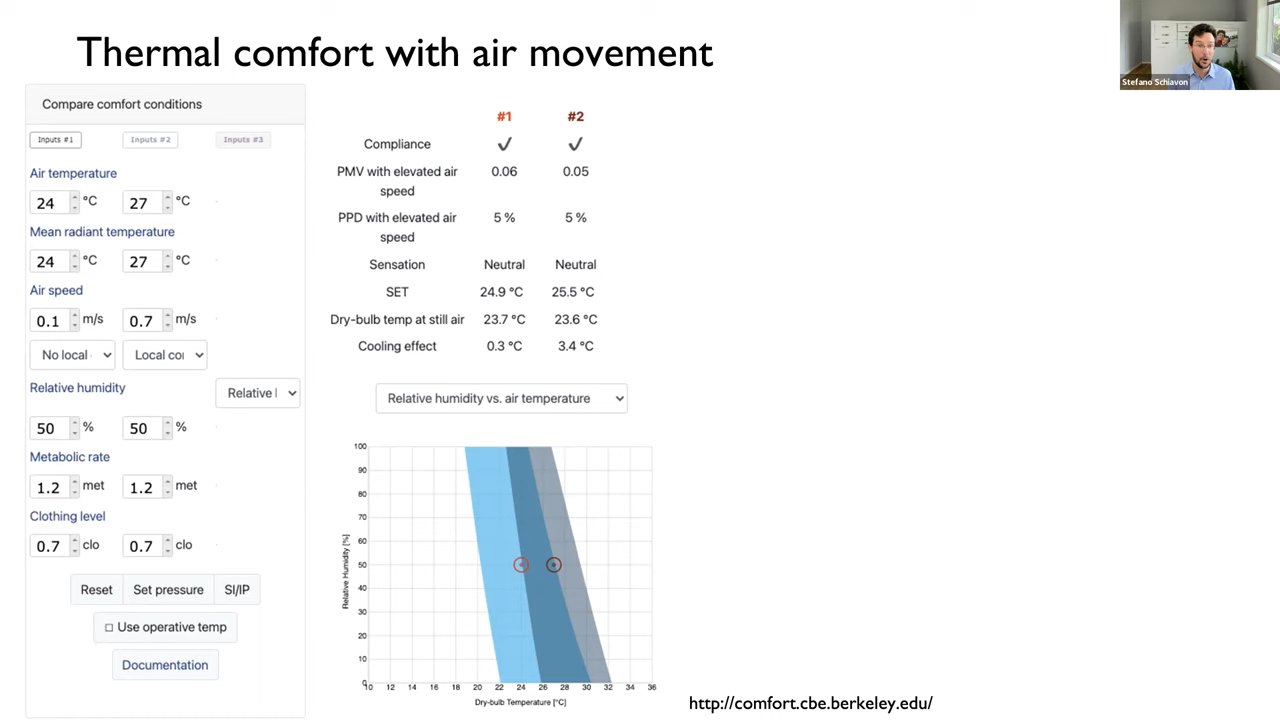 Thermal comfort with air movement
Stefano Schiavon
Compare comfort conditions
Inputs #1 Inputs #2 Inputs #3
Air temperature
24 °C 27 °C
Mean radiant temperature
24 °C 27 °C
Air speed
0.1 m/s 0.7 m/s
No local Local cor
Relative humidity
Relative l
50 % 50 %
Metabolic rate
1.2 met 1.2 met
Clothing level
0.7 clo 0.7 clo
Reset Set pressure SI/IP
Use operative temp
Documentation
#1 #2
Compliance ✓ ✓
PMV with elevated air
speed
0.06 0.05
PPD with elevated air
speed
5 % 5 %
Sensation Neutral Neutral
SET 24.9 °C 25.5 °C
Dry-bulb temp at still air 23.7 °C 23.6 °C
Cooling effect 0.3 °C 3.4 °C
Relative humidity vs. air temperature
Relative Humidity [%]
100
90
80
70
60
50
40
30
20
10
0
10 12 14 16 18 20 22 24 26 28 30 32 34 36
Dry-bulb Temperature [°C]
http://comfort.cbe.berkeley.edu/